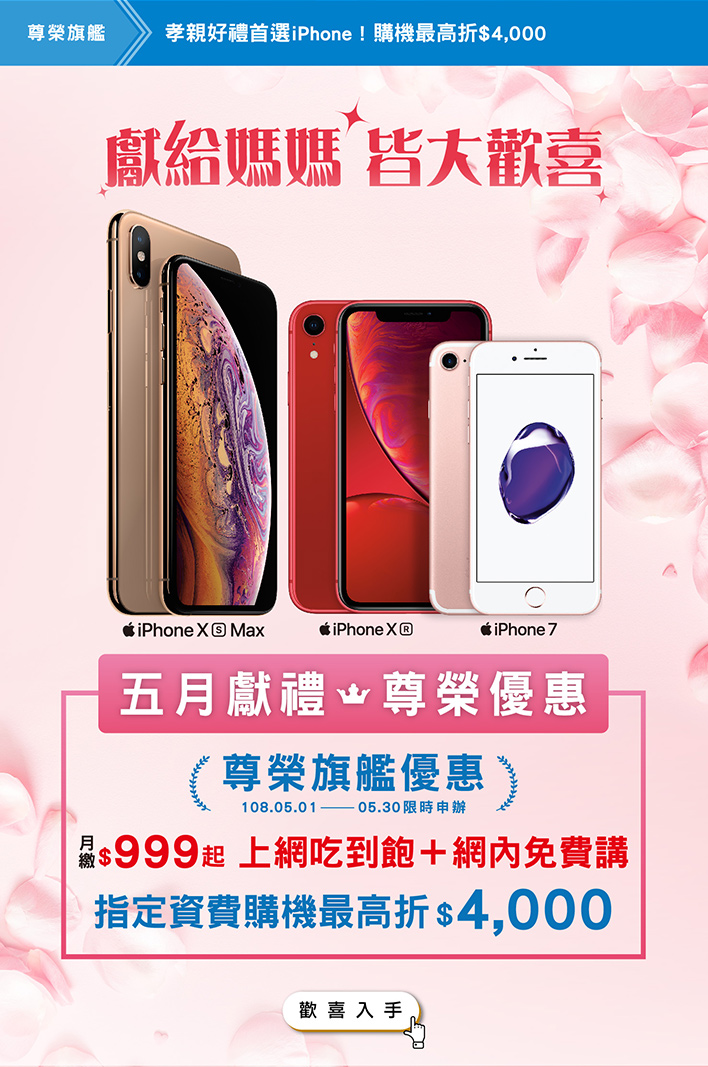 尊榮旗艦
孝親好禮首選iPhone！購機最高折$4,000
獻給媽媽 皆大歡喜
iPhone XS Max
iPhone XR
iPhone 7
五月獻禮 尊榮優惠
尊榮旗艦優惠
108.05.01——05.30限時申辦
月繳$999起 上網吃到飽＋網內免費講
指定資費購機最高折$4,000
歡喜入手